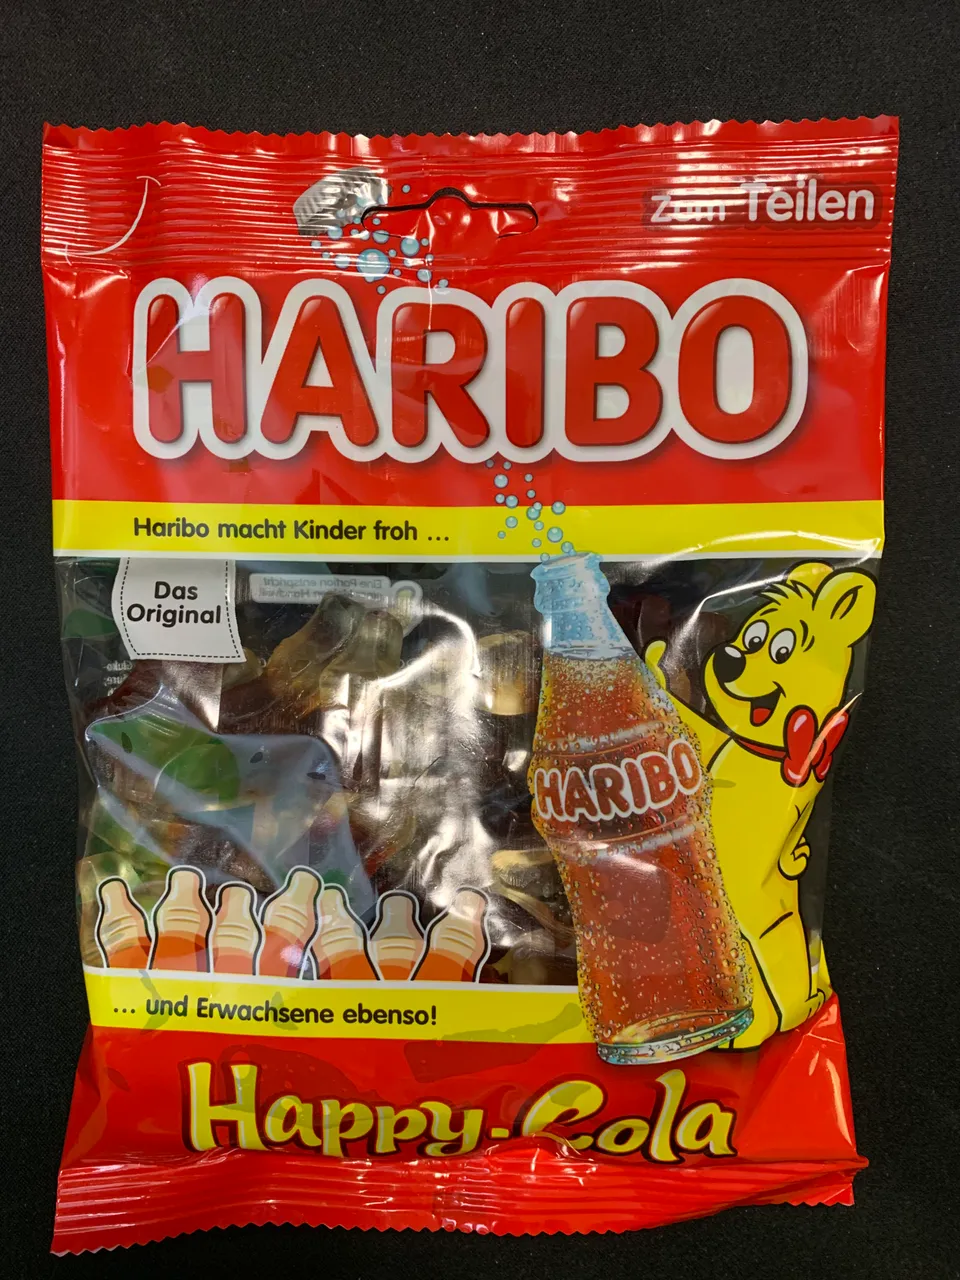 Zum Teilen
HARIBO
Haribo macht Kinder froh ...
Das
Original
HARIBO
... und Erwachsene ebenso!
Happy-Cola